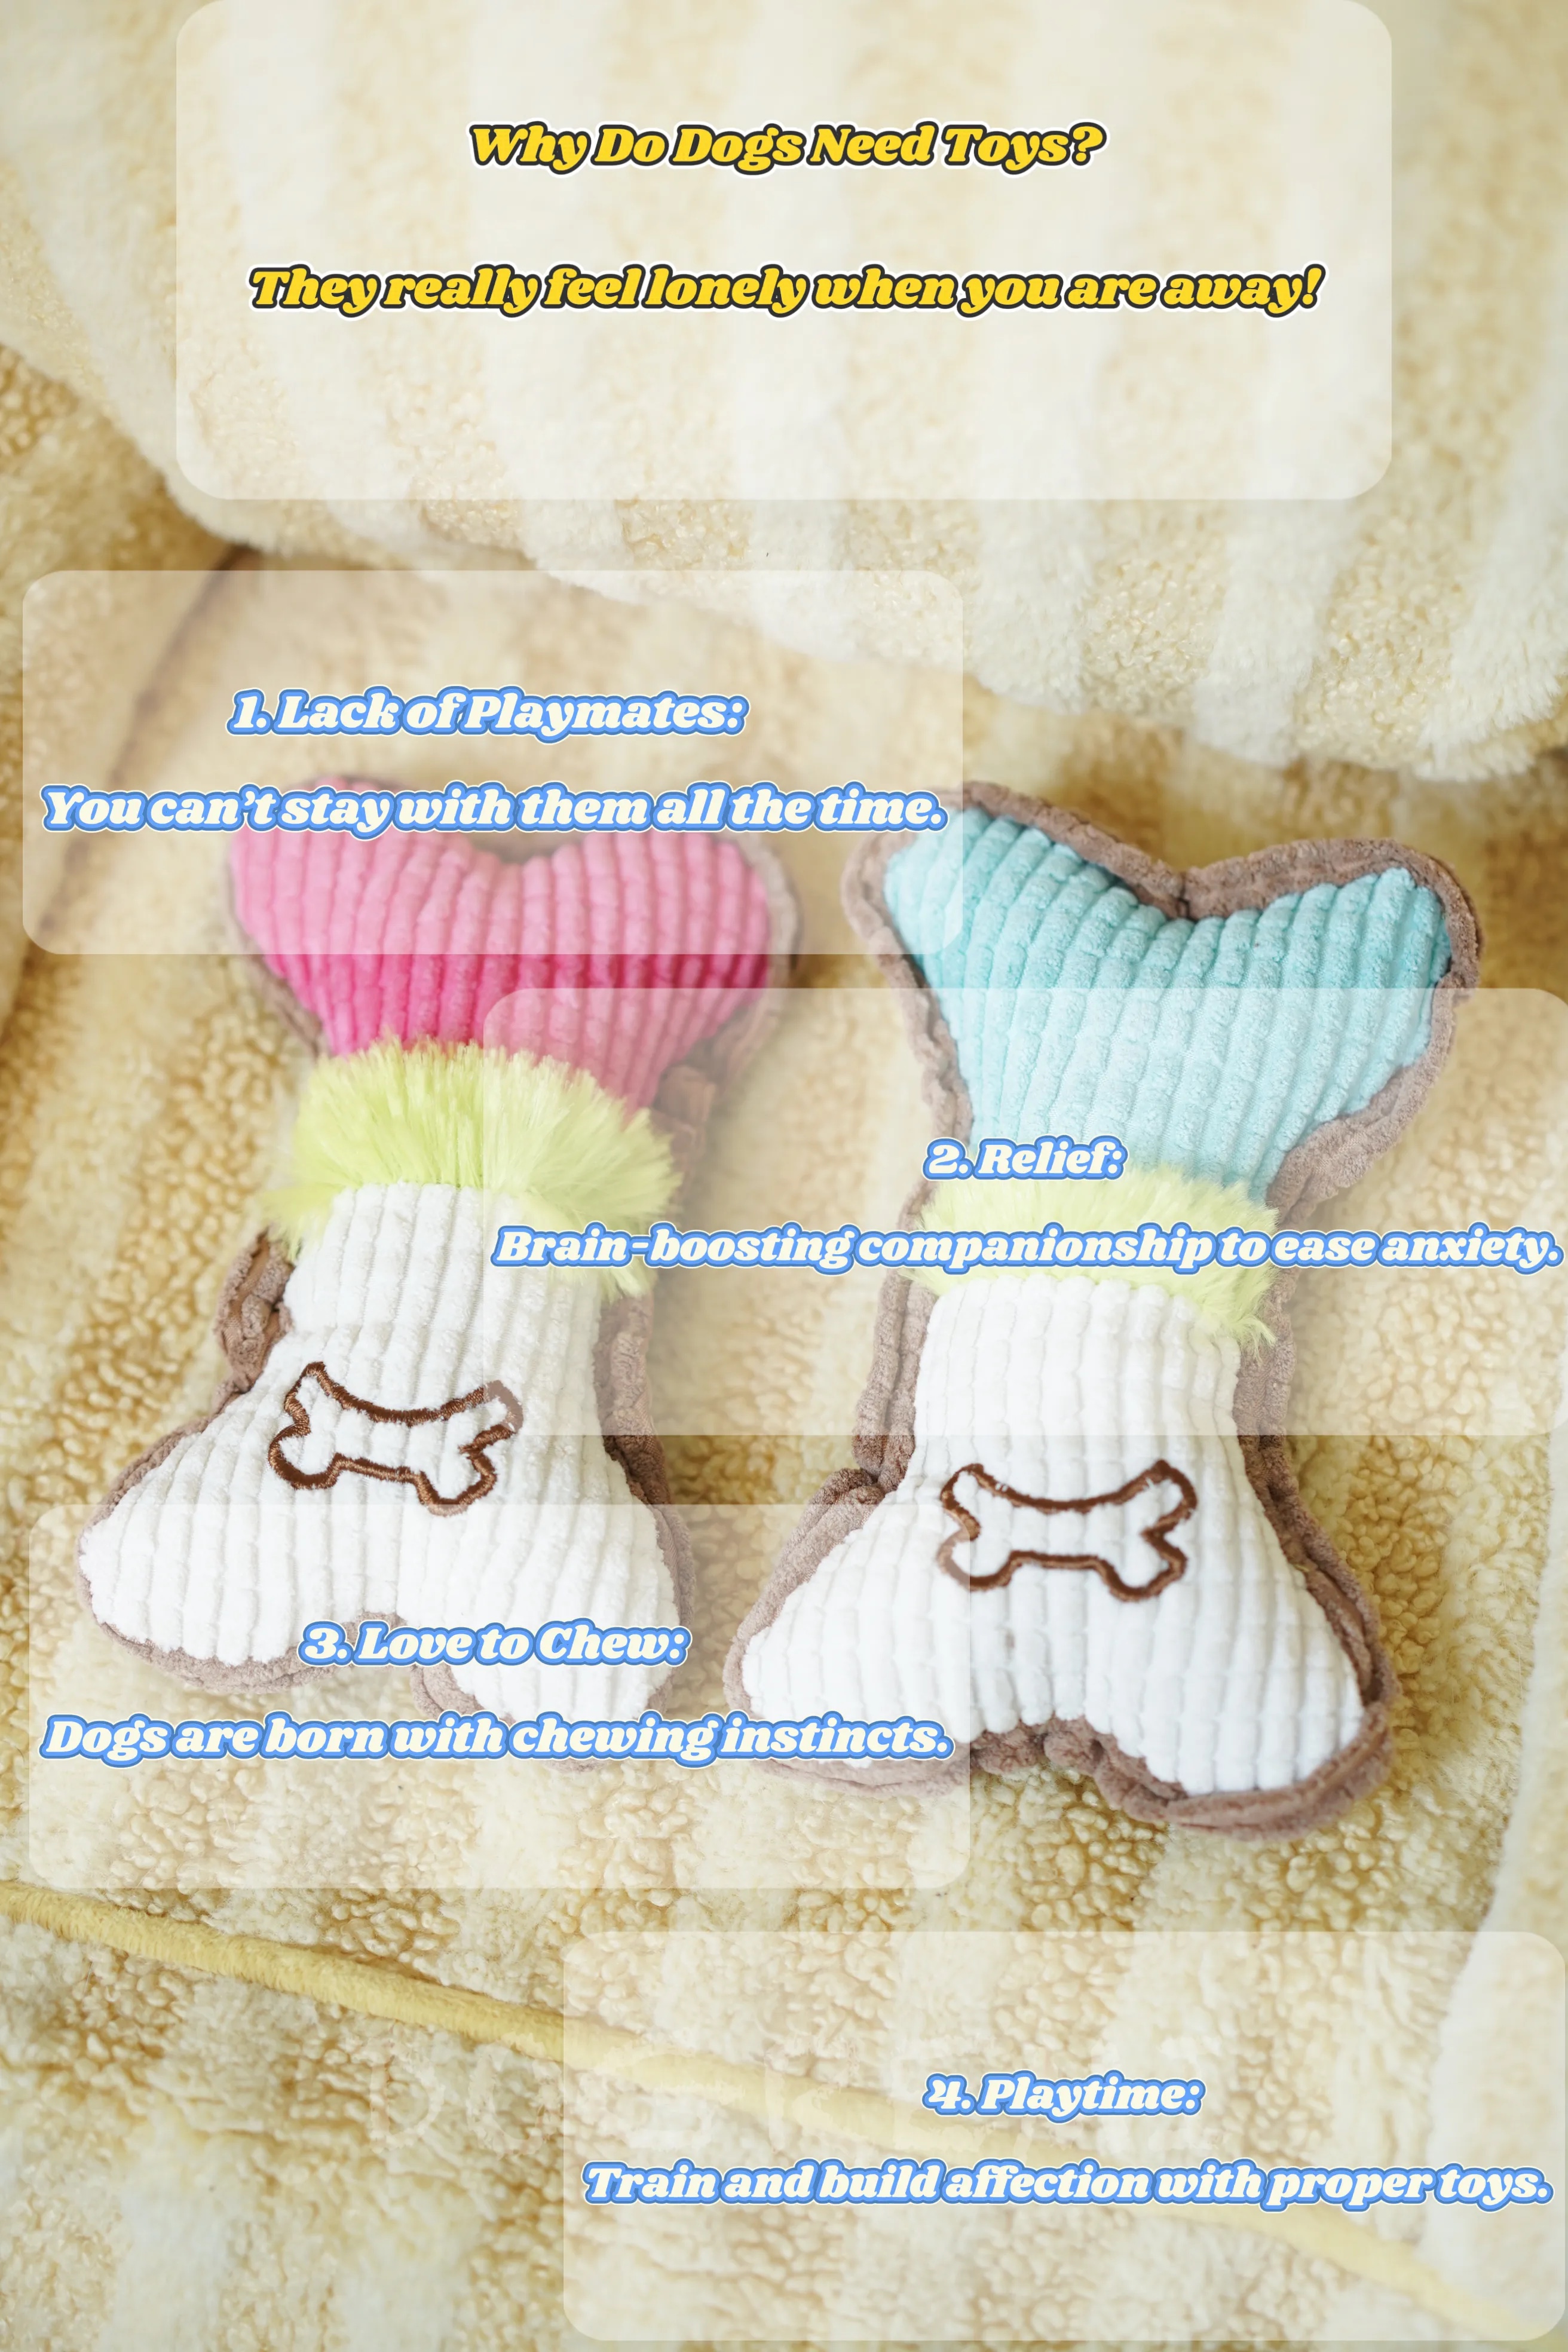 Why Do Dogs Need Toys?
They really feel lonely when you are away!
1. Lack of Playmates:
You can't stay with them all the time.
2. Relief:
Brain-boosting companionship to ease anxiety.
3. Love to Chew:
Dogs are born with chewing instincts.
4. Playtime:
Train and build affection with proper toys.